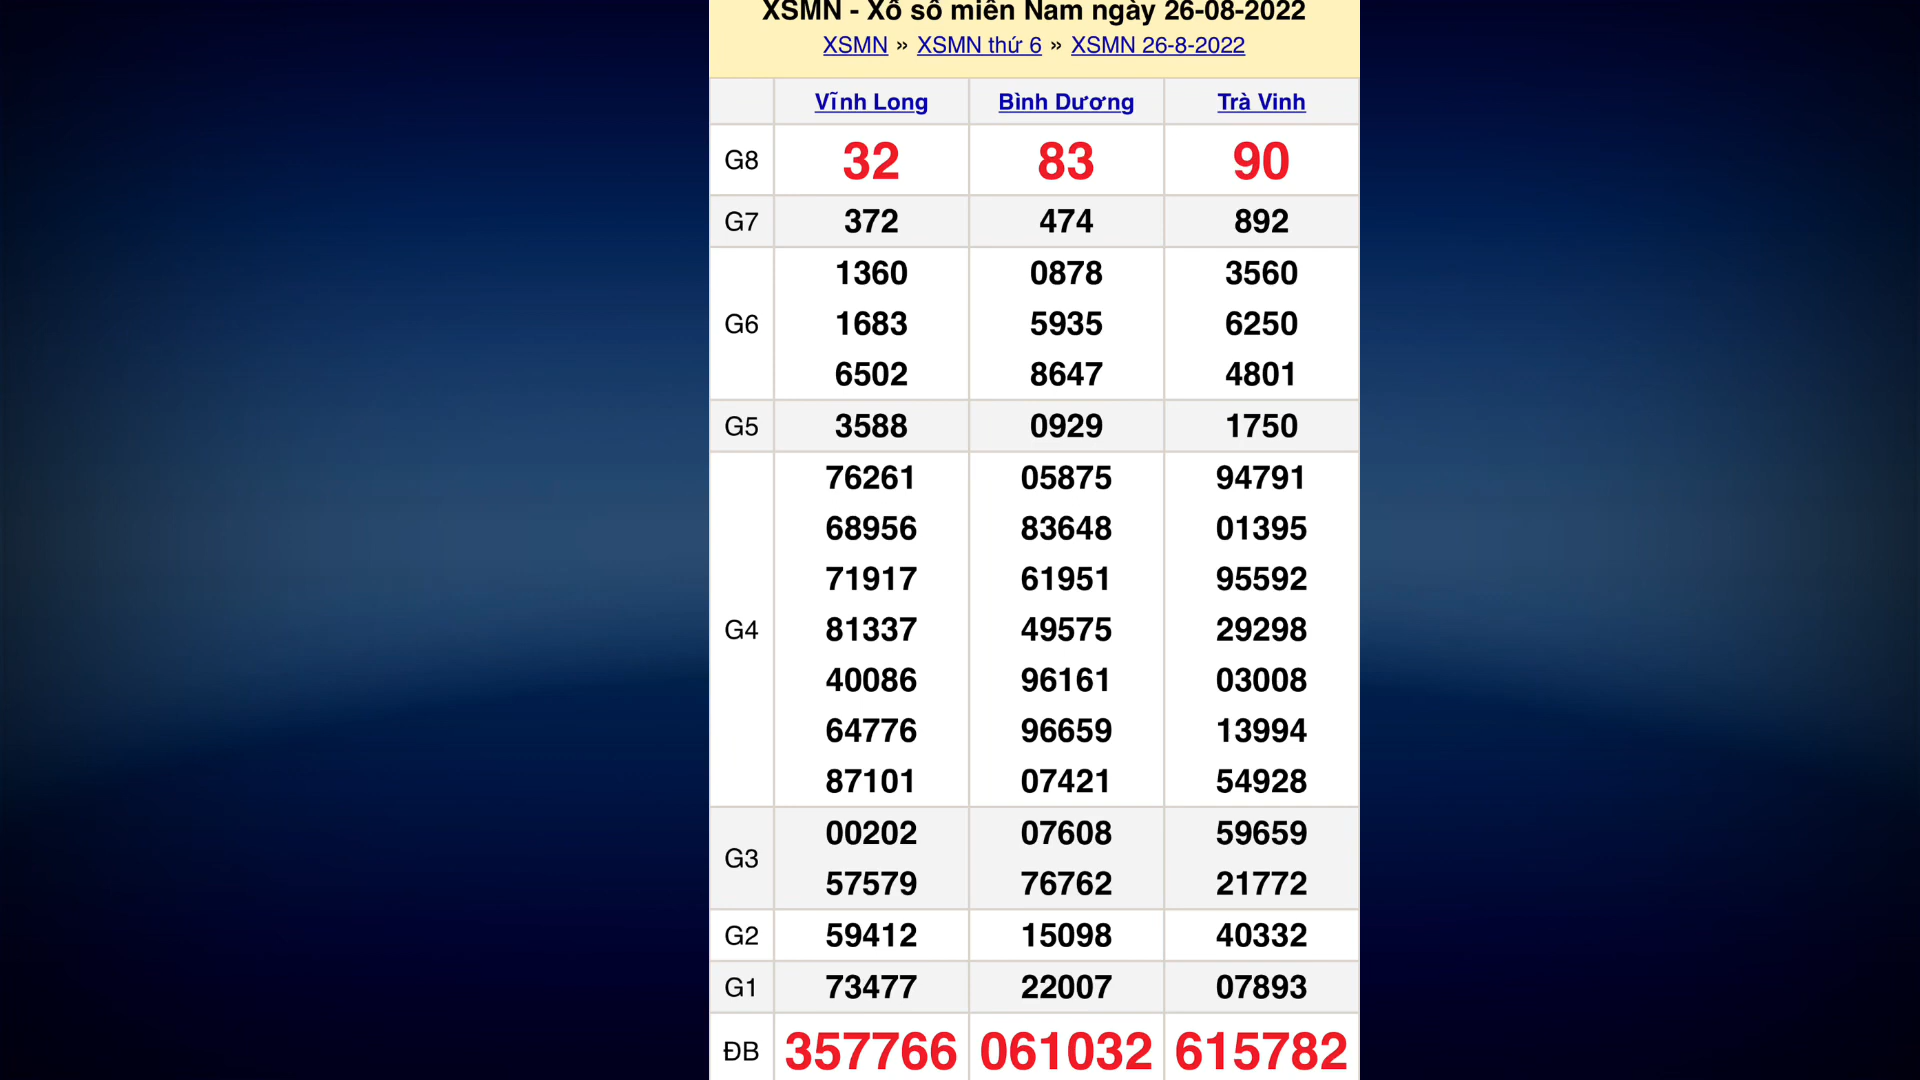 XSMN - Xổ số miền Nam ngày 26-08-2022
XSMN » XSMN thứ 6 » XSMN 26-8-2022
Vĩnh Long Bình Dương Trà Vinh
G8 32 83 90
G7 372 474 892
1360 0878 3560
G6 1683 5935 6250
6502 8647 4801
G5 3588 0929 1750
76261 05875 94791
68956 83648 01395
71917 61951 95592
G4 81337 49575 29298
40086 96161 03008
64776 96659 13994
87101 07421 54928
G3 00202 07608 59659
57579 76762 21772
G2 59412 15098 40332
G1 73477 22007 07893
ĐB 357766 061032 615782